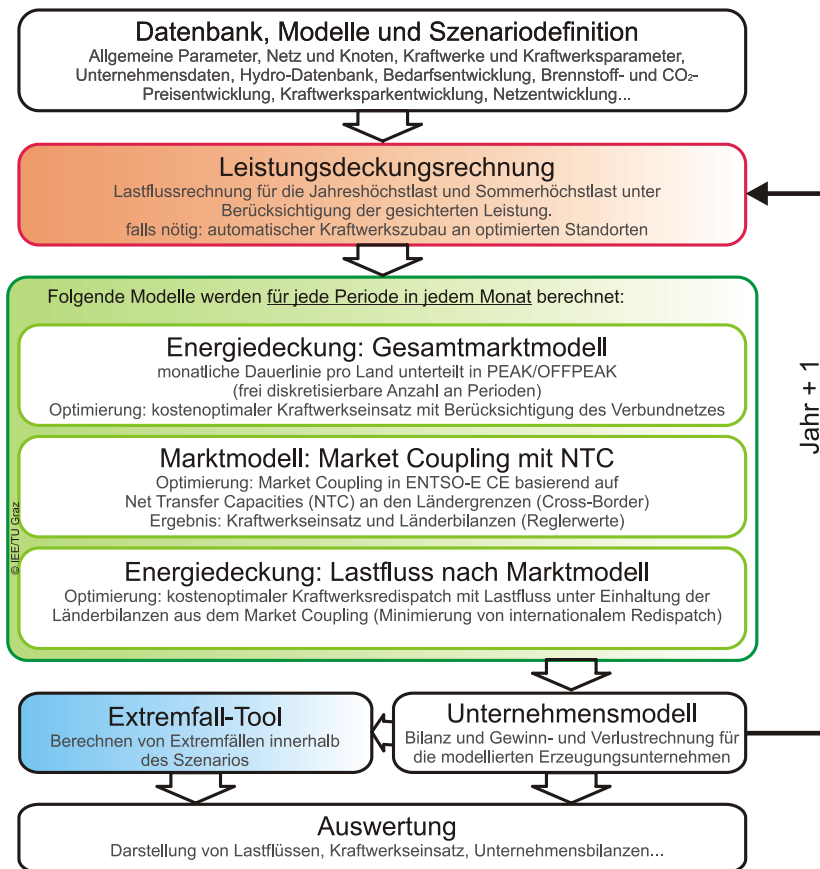 Datenbank, Modelle und Szenariodefinition
Allgemeine Parameter, Netz und Knoten, Kraftwerke und Kraftwerksparameter,
Unternehmensdaten, Hydro-Datenbank, Bedarfsentwicklung, Brennstoff- und CO₂-
Preisentwicklung, Kraftwerksparkentwicklung, Netzentwicklung...
Leistungsdeckungsrechnung
Lastflussrechnung für die Jahreshöchstlast und Sommerhöchstlast unter
Berücksichtigung der gesichterten Leistung.
falls nötig: automatischer Kraftwerkszubau an optimierten Standorten
Folgende Modelle werden für jede Periode in jedem Monat berechnet:
Energiedeckung: Gesamtmarktmodell
monatliche Dauerlinie pro Land unterteilt in PEAK/OFFPEAK
(frei diskretisierbare Anzahl an Perioden)
Optimierung: kostenoptimaler Kraftwerkseinsatz mit Berücksichtigung des Verbundnetzes
Marktmodell: Market Coupling mit NTC
Optimierung: Market Coupling in ENTSO-E CE basierend auf
Net Transfer Capacities (NTC) an den Ländergrenzen (Cross-Border)
Ergebnis: Kraftwerkseinsatz und Länderbilanzen (Reglerwerte)
Energiedeckung: Lastfluss nach Marktmodell
Optimierung: kostenoptimaler Kraftwerksredispatch mit Lastfluss unter Einhaltung der
Länderbilanzen aus dem Market Coupling (Minimierung von internationalem Redispatch)
© IEE/TU Graz
Jahr + 1
Extremfall-Tool
Berechnen von Extremfällen innerhalb
des Szenarios
Unternehmensmodell
Bilanz und Gewinn- und Verlustrechnung für
die modellierten Erzeugungsunternehmen
Auswertung
Darstellung von Lastflüssen, Kraftwerkseinsatz, Unternehmensbilanzen...